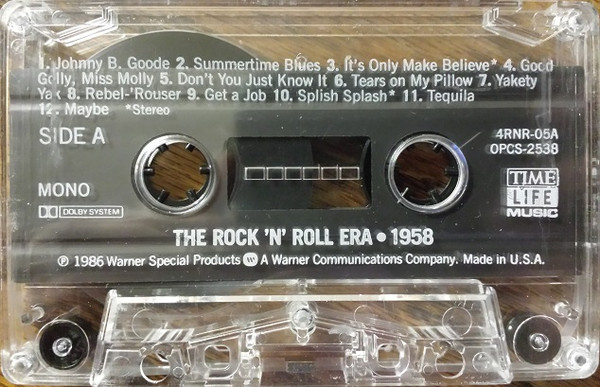 1. Johnny B. Goode 2. Summertime Blues 3. It's Only Make Believe* 4. Good
Golly, Miss Molly 5. Don't You Just Know It 6. Tears on My Pillow 7. Yakety
Yak 8. Rebel-'Rouser 9. Get a Job 10. Splish Splash* 11. Tequila
12. Maybe *Stereo
SIDE A
4RNR-05A
OPCS-2538
MONO
DOLBY SYSTEM
TIME
LIFE
MUSIC
THE ROCK 'N' ROLL ERA • 1958
℗ 1986 Warner Special Products A Warner Communications Company. Made in U.S.A.